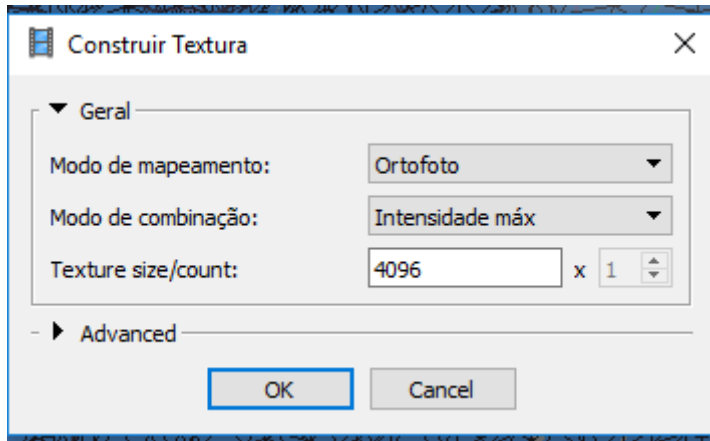 Construir Textura
Geral
Modo de mapeamento: Ortofoto
Modo de combinação: Intensidade máx
Texture size/count: 4096 x 1
Advanced
OK Cancel